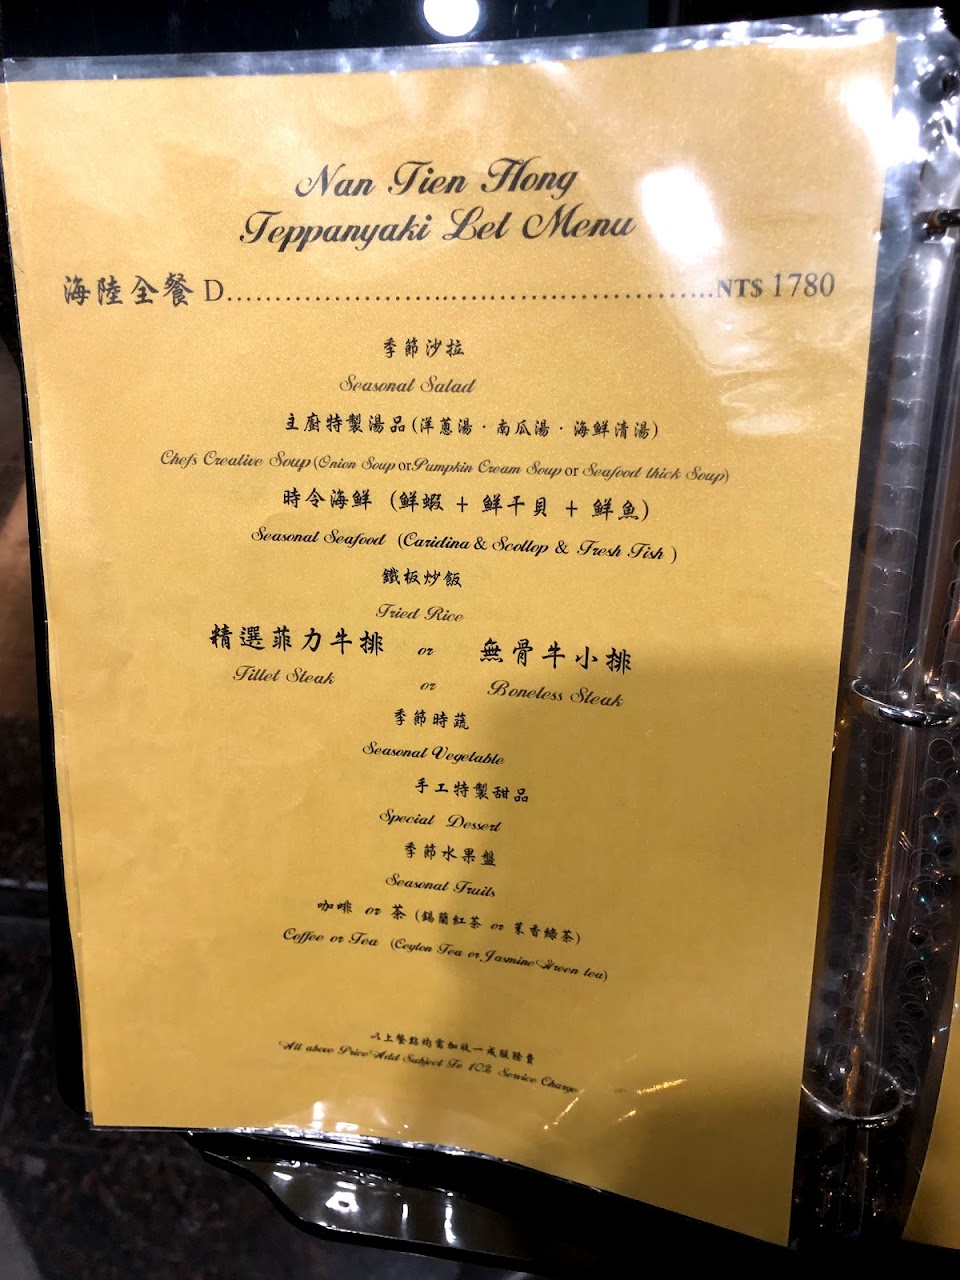 Nan Tien Hong
Teppanyaki Let Menu
海陸全餐 D.................................................NT$ 1780
季節沙拉
Seasonal Salad
主廚特製湯品(洋蔥湯．南瓜湯．海鮮清湯)
Chefs Creative Soup(Onion Soup or Pumpkin Cream Soup or Seafood thick Soup)
時令海鮮 (鮮蝦 + 鮮干貝 + 鮮魚)
Seasonal Seafood (Caridina & Scollop & Fresh Fish )
鐵板炒飯
Fried Rice
精選菲力牛排 or 無骨牛小排
Fillet Steak or Boneless Steak
季節時蔬
Seasonal Vegetable
手工特製甜品
Special Dessert
季節水果盤
Seasonal Fruits
咖啡 or 茶 (錫蘭紅茶 or 茉香綠茶)
Coffee or Tea (Ceylon Tea or Jasmine Green tea)
以上餐點均需加收一成服務費
All above Price Add Subject To 10% Service Charge